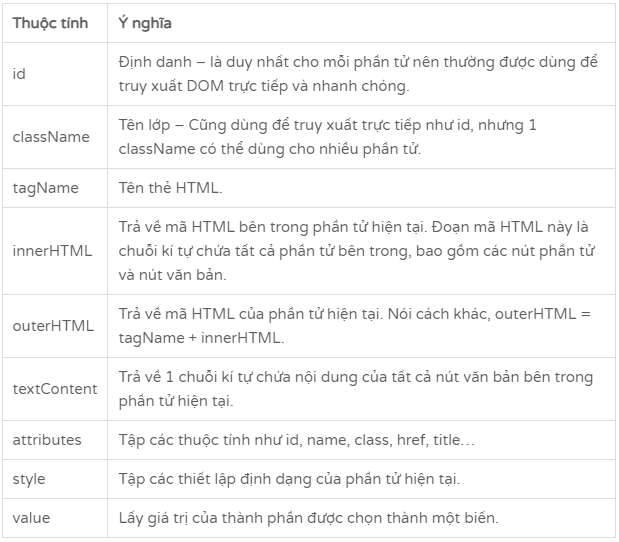 Thuộc tính
Ý nghĩa
id
Định danh – là duy nhất cho mỗi phần tử nên thường được dùng để
truy xuất DOM trực tiếp và nhanh chóng.
className
Tên lớp – Cũng dùng để truy xuất trực tiếp như id, nhưng 1
className có thể dùng cho nhiều phần tử.
tagName
Tên thẻ HTML.
innerHTML
Trả về mã HTML bên trong phần tử hiện tại. Đoạn mã HTML này là
chuỗi kí tự chứa tất cả phần tử bên trong, bao gồm các nút phần tử
và nút văn bản.
outerHTML
Trả về mã HTML của phần tử hiện tại. Nói cách khác, outerHTML =
tagName + innerHTML.
textContent
Trả về 1 chuỗi kí tự chứa nội dung của tất cả nút văn bản bên trong
phần tử hiện tại.
attributes
Tập các thuộc tính như id, name, class, href, title…
style
Tập các thiết lập định dạng của phần tử hiện tại.
value
Lấy giá trị của thành phần được chọn thành một biến.